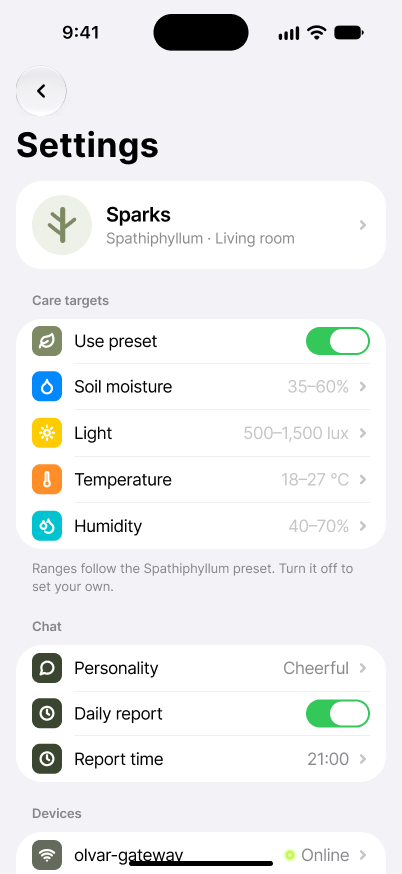 9:41
Settings
Sparks
Spathiphyllum · Living room
Care targets
Use preset
Soil moisture 35–60%
Light 500–1,500 lux
Temperature 18–27 °C
Humidity 40–70%
Ranges follow the Spathiphyllum preset. Turn it off to
set your own.
Chat
Personality Cheerful
Daily report
Report time 21:00
Devices
olvar-gateway Online